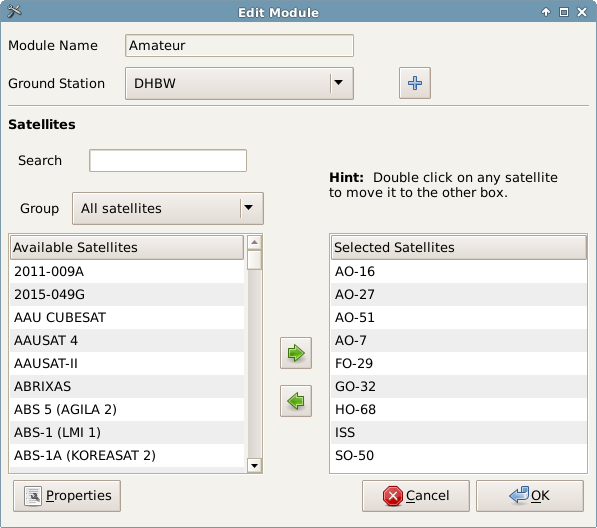 Edit Module
Module Name Amateur
Ground Station DHBW
Satellites
Search
Hint: Double click on any satellite
to move it to the other box.
Group All satellites
Available Satellites
2011-009A
2015-049G
AAU CUBESAT
AAUSAT 4
AAUSAT-II
ABRIXAS
ABS 5 (AGILA 2)
ABS-1 (LMI 1)
ABS-1A (KOREASAT 2)
Selected Satellites
AO-16
AO-27
AO-51
AO-7
FO-29
GO-32
HO-68
ISS
SO-50
Properties
Cancel
OK